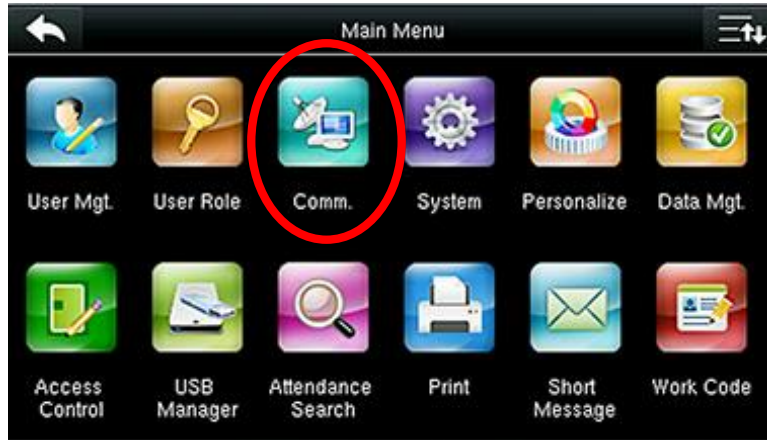 Main Menu
User Mgt.
User Role
Comm.
System
Personalize
Data Mgt.
Access
Control
USB
Manager
Attendance
Search
Print
Short
Message
Work Code